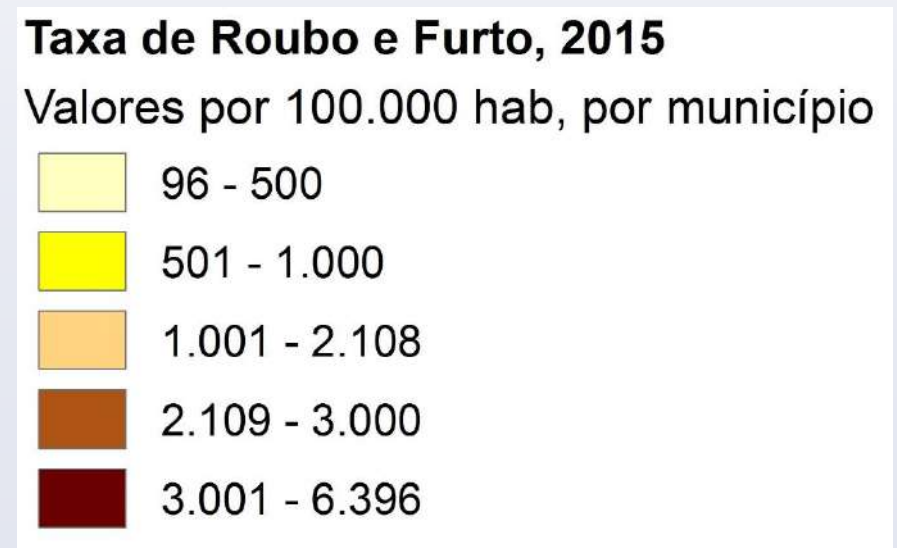 Taxa de Roubo e Furto, 2015
Valores por 100.000 hab, por município
96 - 500
501 - 1.000
1.001 - 2.108
2.109 - 3.000
3.001 - 6.396